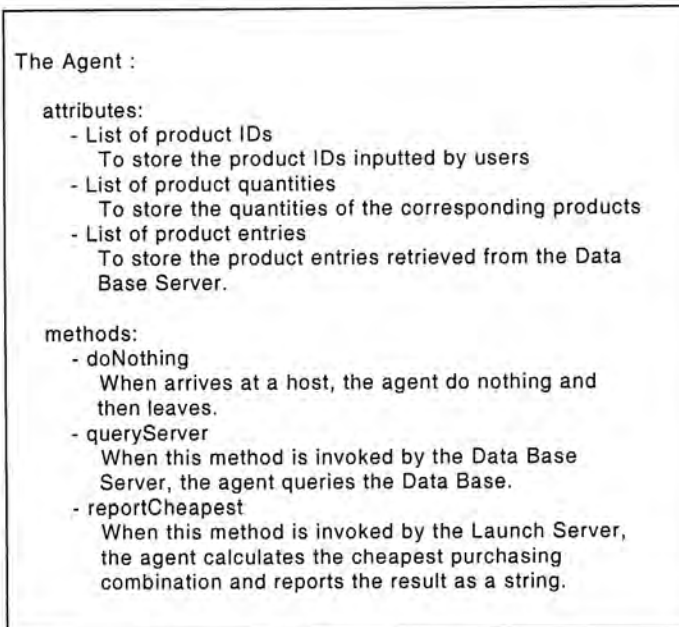 The Agent :
attributes:
- List of product IDs
To store the product IDs inputted by users
- List of product quantities
To store the quantities of the corresponding products
- List of product entries
To store the product entries retrieved from the Data
Base Server.
methods:
- doNothing
When arrives at a host, the agent do nothing and
then leaves.
- queryServer
When this method is invoked by the Data Base
Server, the agent queries the Data Base.
- reportCheapest
When this method is invoked by the Launch Server,
the agent calculates the cheapest purchasing
combination and reports the result as a string.